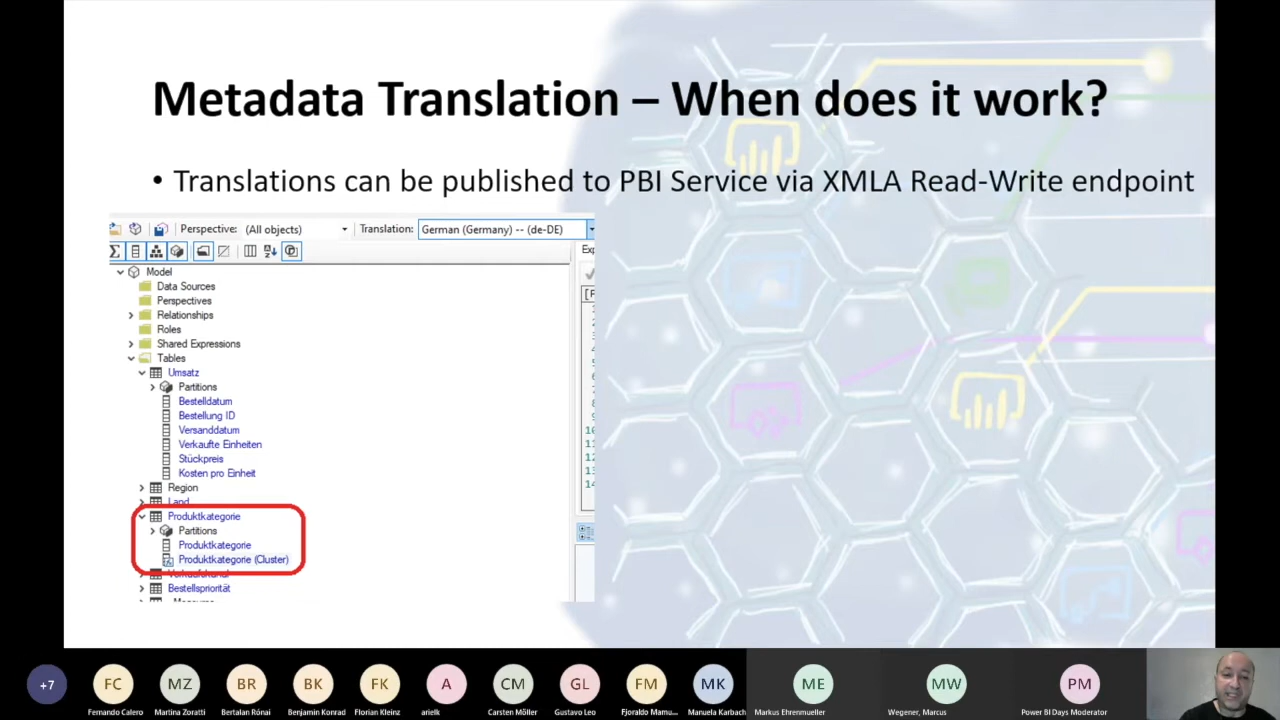 Metadata Translation – When does it work?
• Translations can be published to PBI Service via XMLA Read-Write endpoint
Perspective: (All objects) Translation: German (Germany) -- (de-DE)
Model
Data Sources
Perspectives
Relationships
Roles
Shared Expressions
Tables
Umsatz
Partitions
Bestelldatum
Bestellung ID
Versanddatum
Verkaufte Einheiten
Stückpreis
Kosten pro Einheit
Region
Land
Produktkategorie
Partitions
Produktkategorie
Produktkategorie (Cluster)
Bestellspriorität
+7
FC
MZ
BR
BK
FK
A
CM
GL
FM
MK
ME
MW
PM
Fernando Calero
Martina Zoratti
Bertalan Rónai
Benjamin Konrad
Florian Kleinz
arielk
Carsten Möller
Gustavo Leo
Fjoraldo Mamu...
Manuela Karbach
Markus Ehrenmueller
Wegener, Marcus
Power BI Days Moderator